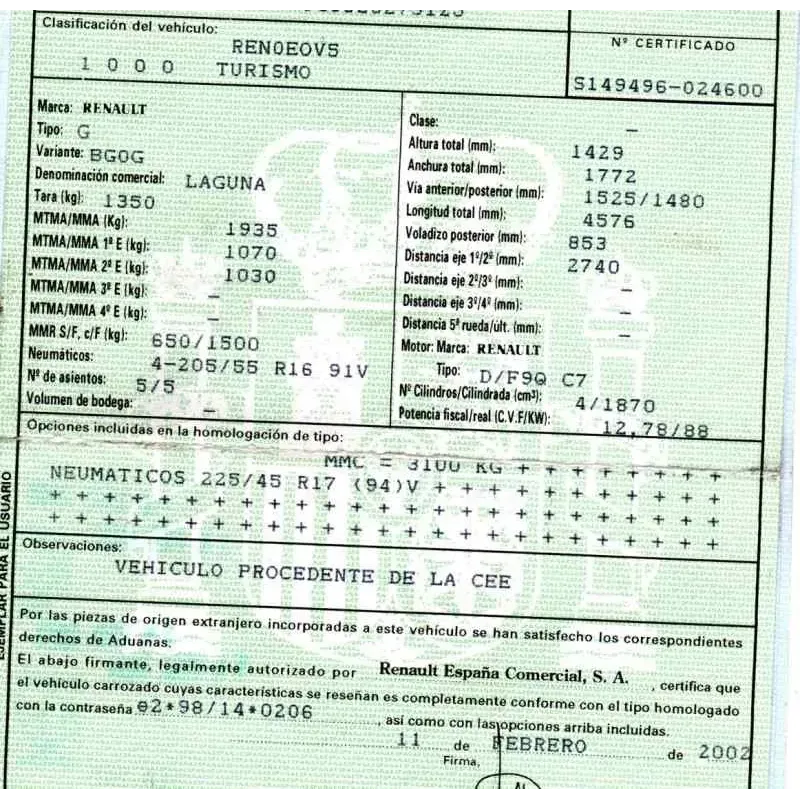 Clasificación del vehículo:
REN0EOV5
1 0 0 0 TURISMO
Nº CERTIFICADO
S149496-024600
Marca: RENAULT
Tipo: G
Variante: BG0G
Denominación comercial: LAGUNA
Tara (kg): 1350
MTMA/MMA (Kg): 1935
MTMA/MMA 1ª E (kg): 1070
MTMA/MMA 2ª E (kg): 1030
MTMA/MMA 3ª E (kg): –
MTMA/MMA 4ª E (kg): –
MMR S/F, c/F (kg): 650/1500
Neumáticos: 4-205/55 R16 91V
Nº de asientos: 5/5
Volumen de bodega: –
Clase: –
Altura total (mm): 1429
Anchura total (mm): 1772
Vía anterior/posterior (mm): 1525/1480
Longitud total (mm): 4576
Voladizo posterior (mm): 853
Distancia eje 1º/2º (mm): 2740
Distancia eje 2º/3º (mm): –
Distancia eje 3º/4º (mm): –
Distancia 5ª rueda/últ. (mm): –
Motor: Marca: RENAULT
Tipo: D/F9Q C7
Nº Cilindros/Cilindrada (cm³): 4/1870
Potencia fiscal/real (C.V.F/KW): 12,78/88
Opciones incluidas en la homologación de tipo:
MMC = 3100 KG + + + + + + + +
NEUMATICOS 225/45 R17 (94)V + + + + + + + + + + +
+ + + + + + + + + + + + + + + + + + + + + + + + +
+ + + + + + + + + + + + + + + + + + + + + + + + +
Observaciones:
VEHICULO PROCEDENTE DE LA CEE
EJEMPLAR PARA EL USUARIO
Por las piezas de origen extranjero incorporadas a este vehículo se han satisfecho los correspondientes
derechos de Aduanas.
El abajo firmante, legalmente autorizado por Renault España Comercial, S. A. , certifica que
el vehículo carrozado cuyas características se reseñan es completamente conforme con el tipo homologado
con la contraseña e2*98/14*0206 , así como con las opciones arriba incluidas.
11 de FEBRERO de 2002
Firma,